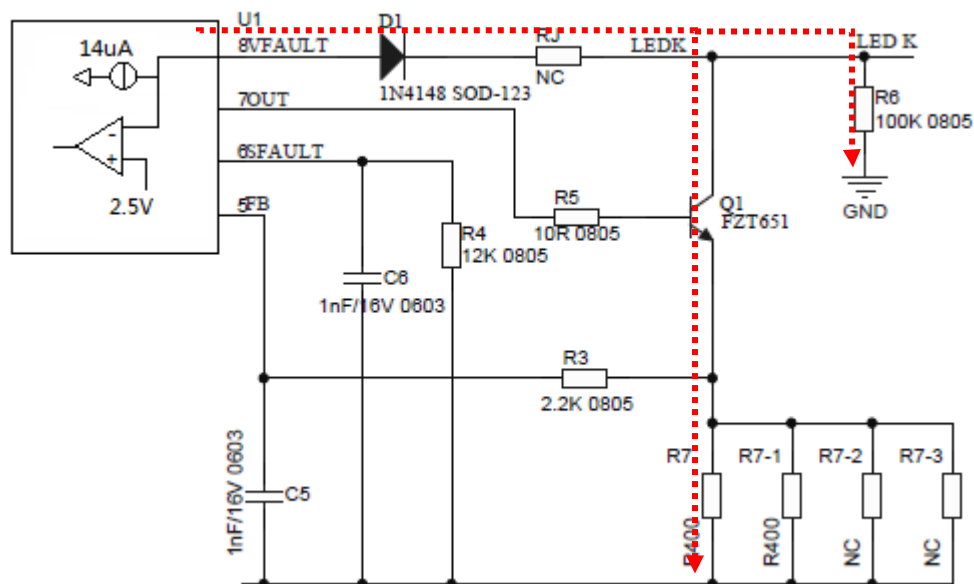 U1
D1
14uA
8VFAULT
RJ
LEDK
LED K
NC
1N4148 SOD-123
7OUT
R6
100K 0805
-
+
6SFAULT
2.5V
5FB
R5
10R 0805
Q1
FZT651
GND
R4
12K 0805
C6
1nF/16V 0603
R3
2.2K 0805
1nF/16V 0603
C5
R7
R7-1
R7-2
R7-3
R400
R400
NC
NC